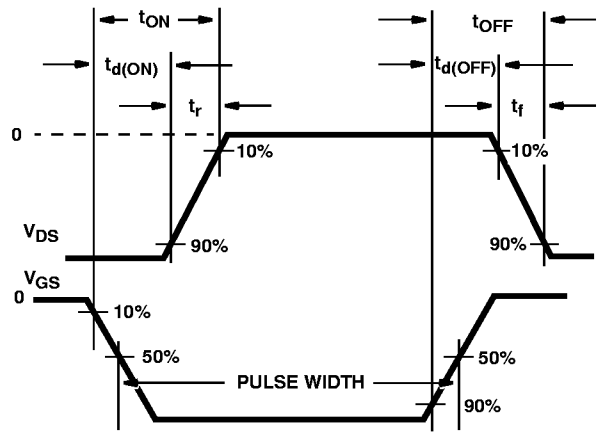 tON
tOFF
td(ON)
td(OFF)
tr
tf
0
10%
10%
VDS
90%
90%
VGS
0
10%
50%
50%
PULSE WIDTH
90%